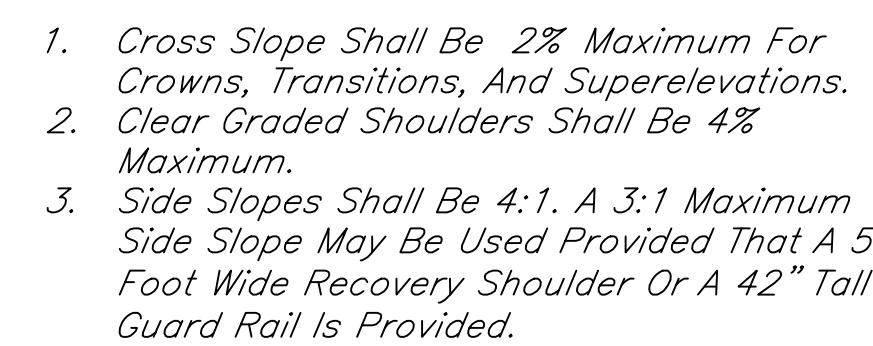 1. Cross Slope Shall Be 2% Maximum For
Crowns, Transitions, And Superelevations.
2. Clear Graded Shoulders Shall Be 4%
Maximum.
3. Side Slopes Shall Be 4:1. A 3:1 Maximum
Side Slope May Be Used Provided That A 5
Foot Wide Recovery Shoulder Or A 42” Tall
Guard Rail Is Provided.